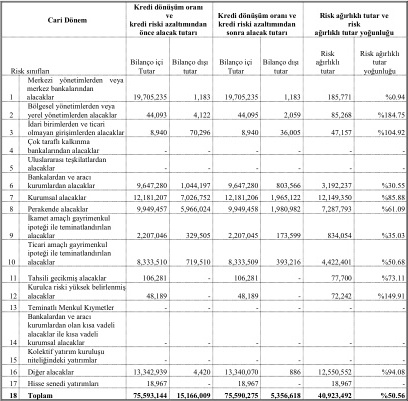 Cari Dönem
Kredi dönüşüm oranı
ve
kredi riski azaltımından
önce alacak tutarı
Kredi dönüşüm oranı ve
kredi riski azaltımından
sonra alacak tutarı
Risk ağırlıklı tutar ve
risk
ağırlıklı tutar yoğunluğu
Risk sınıfları
Bilanço içi
Tutar
Bilanço dışı
tutar
Bilanço içi
Tutar
Bilanço dışı
tutar
Risk
ağırlıklı
tutar
Risk ağırlıklı
tutar
yoğunluğu
Merkezi yönetimlerden veya
merkez bankalarından
1 alacaklar 19,705,235 1,183 19,705,235 1,183 185,771 %0.94
Bölgesel yönetimlerden veya
2 yerel yönetimlerden alacaklar 44,093 4,122 44,095 2,059 85,268 %184.75
İdari birimlerden ve ticari
3 olmayan girişimlerden alacaklar 8,940 70,296 8,940 36,005 47,157 %104.92
Çok taraflı kalkınma
4 bankalarından alacaklar - - - - - -
Uluslararası teşkilatlardan
5 alacaklar - - - - - -
Bankalardan ve aracı
6 kurumlardan alacaklar 9,647,280 1,044,197 9,647,280 803,566 3,192,237 %30.55
7 Kurumsal alacaklar 12,181,207 7,026,752 12,181,206 1,965,122 12,149,350 %85.88
8 Perakende alacaklar 9,949,457 5,966,024 9,949,458 1,980,982 7,287,793 %61.09
İkamet amaçlı gayrimenkul
ipoteği ile teminatlandırılan
9 alacaklar 2,207,046 329,505 2,207,045 173,599 834,054 %35.03
Ticari amaçlı gayrimenkul
ipoteği ile teminatlandırılan
10 alacaklar 8,333,510 719,510 8,333,509 393,216 4,422,401 %50.68
11 Tahsili gecikmiş alacaklar 106,281 - 106,281 - 77,700 %73.11
Kurulca riski yüksek belirlenmiş
12 alacaklar 48,189 - 48,189 - 72,242 %149.91
13 Teminatlı Menkul Kıymetler - - - - - -
Bankalardan ve aracı
kurumlardan olan kısa vadeli
alacaklar ile kısa vadeli
14 kurumsal alacaklar - - - - - -
Kolektif yatırım kuruluşu
15 niteliğindeki yatırımlar - - - - - -
16 Diğer alacaklar 13,342,939 4,420 13,340,070 886 12,550,552 %94.08
17 Hisse senedi yatırımları 18,967 - 18,967 - 18,967 -
18 Toplam 75,593,144 15,166,009 75,590,275 5,356,618 40,923,492 %50.56